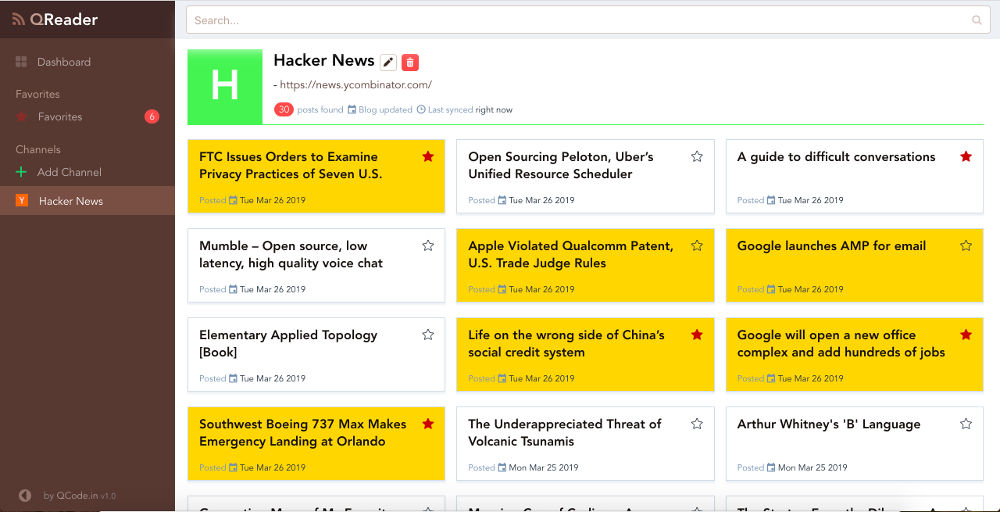 QReader
Search...
Dashboard
Favorites
Favorites 6
Channels
Add Channel
Y Hacker News
by QCode.in v1.0
H
Hacker News
- https://news.ycombinator.com/
30 posts found Blog updated Last synced right now
FTC Issues Orders to Examine
Privacy Practices of Seven U.S.
Posted Tue Mar 26 2019
Open Sourcing Peloton, Uber's
Unified Resource Scheduler
Posted Tue Mar 26 2019
A guide to difficult conversations
Posted Tue Mar 26 2019
Mumble – Open source, low
latency, high quality voice chat
Posted Tue Mar 26 2019
Apple Violated Qualcomm Patent,
U.S. Trade Judge Rules
Posted Tue Mar 26 2019
Google launches AMP for email
Posted Tue Mar 26 2019
Elementary Applied Topology
[Book]
Posted Tue Mar 26 2019
Life on the wrong side of China's
social credit system
Posted Tue Mar 26 2019
Google will open a new office
complex and add hundreds of jobs
Posted Tue Mar 26 2019
Southwest Boeing 737 Max Makes
Emergency Landing at Orlando
Posted Tue Mar 26 2019
The Underappreciated Threat of
Volcanic Tsunamis
Posted Mon Mar 25 2019
Arthur Whitney's 'B' Language
Posted Mon Mar 25 2019